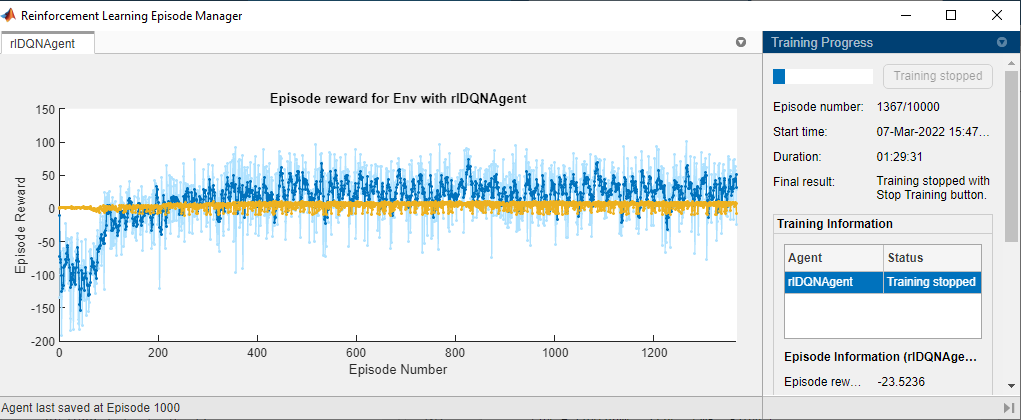 Reinforcement Learning Episode Manager
rlDQNAgent
Episode reward for Env with rlDQNAgent
150
100
50
0
-50
-100
-150
-200
Episode Reward
0
200
400
600
800
1000
1200
Episode Number
Training Progress
Training stopped
Episode number: 1367/10000
Start time: 07-Mar-2022 15:47...
Duration: 01:29:31
Final result: Training stopped with
Stop Training button.
Training Information
Agent Status
rlDQNAgent Training stopped
Episode Information (rlDQNAge...
Episode rew... -23.5236
Agent last saved at Episode 1000